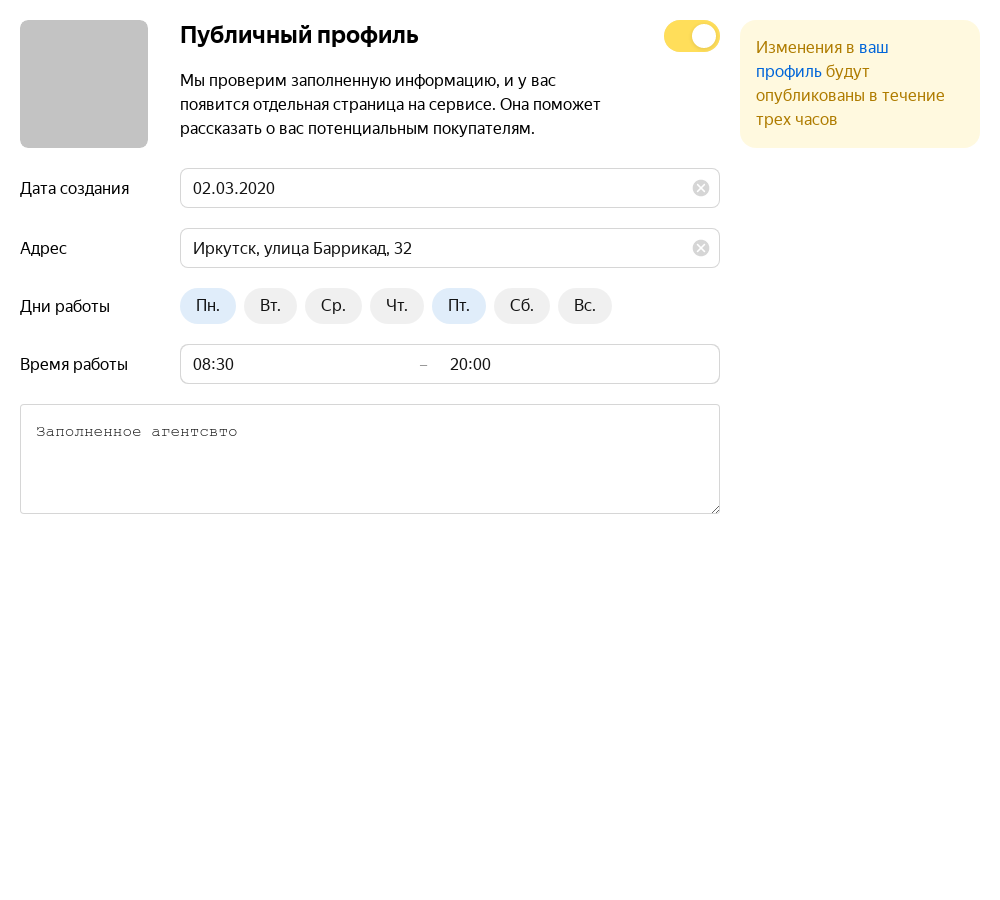 Публичный профиль
Мы проверим заполненную информацию, и у вас
появится отдельная страница на сервисе. Она поможет
рассказать о вас потенциальным покупателям.
Изменения в ваш
профиль будут
опубликованы в течение
трех часов
Дата создания
02.03.2020
Адрес
Иркутск, улица Баррикад, 32
Дни работы
Пн. Вт. Ср. Чт. Пт. Сб. Вс.
Время работы
08:30 – 20:00
Заполненное агентсвто